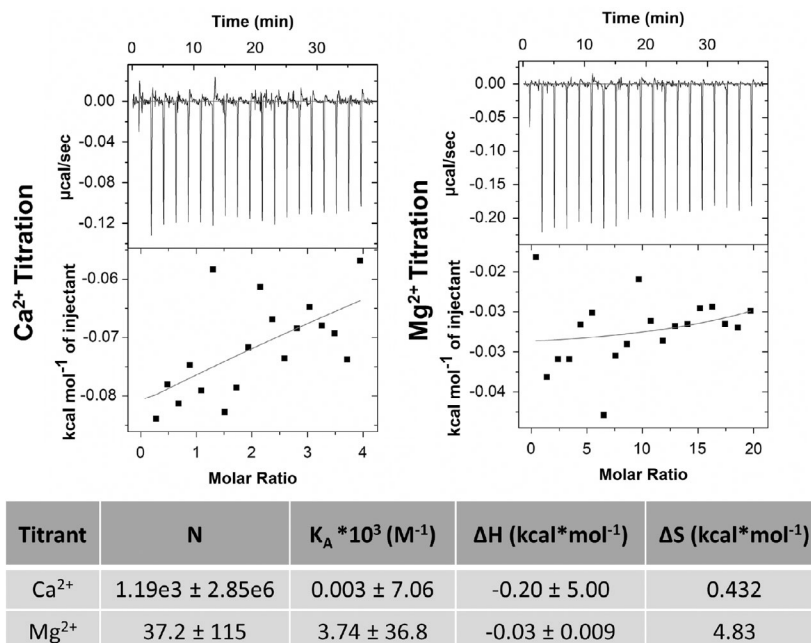 Time (min)
0 10 20 30
0.00
-0.04
-0.08
-0.12
µcal/sec
-0.06
-0.07
-0.08
kcal mol⁻¹ of injectant
0 1 2 3 4
Molar Ratio
Ca²⁺ Titration
Time (min)
0 10 20 30
0.00
-0.05
-0.10
-0.15
-0.20
µcal/sec
-0.02
-0.03
-0.04
kcal mol⁻¹ of injectant
0 5 10 15 20
Molar Ratio
Mg²⁺ Titration
Titrant N K_A *10³ (M⁻¹) ΔH (kcal*mol⁻¹) ΔS (kcal*mol⁻¹)
Ca²⁺ 1.19e3 ± 2.85e6 0.003 ± 7.06 -0.20 ± 5.00 0.432
Mg²⁺ 37.2 ± 115 3.74 ± 36.8 -0.03 ± 0.009 4.83